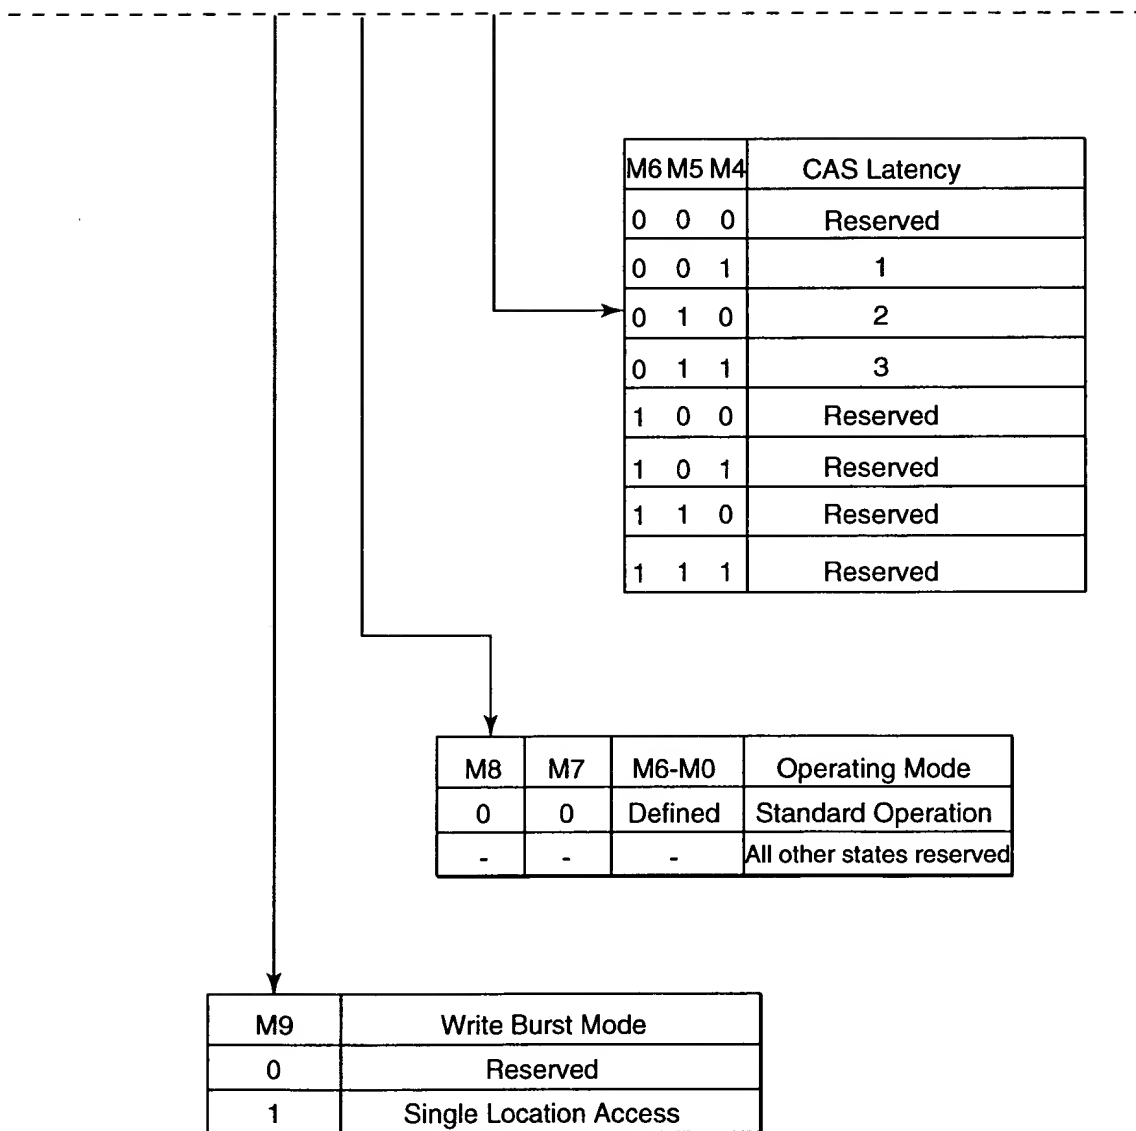 M6 M5 M4 CAS Latency
0 0 0 Reserved
0 0 1 1
0 1 0 2
0 1 1 3
1 0 0 Reserved
1 0 1 Reserved
1 1 0 Reserved
1 1 1 Reserved
M8 M7 M6-M0 Operating Mode
0 0 Defined Standard Operation
- - - All other states reserved
M9 Write Burst Mode
0 Reserved
1 Single Location Access